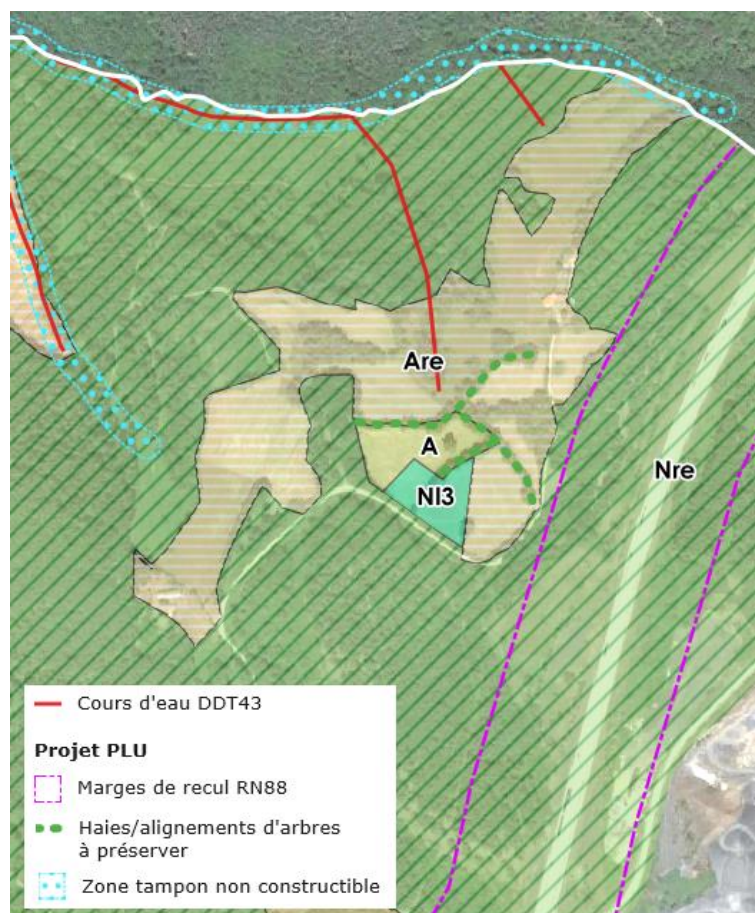 Are
A
Nl3
Nre
Cours d'eau DDT43
Projet PLU
Marges de recul RN88
Haies/alignements d'arbres
à préserver
Zone tampon non constructible